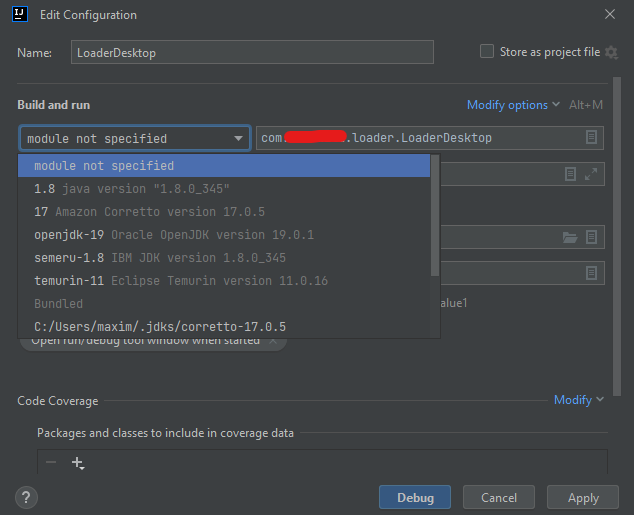 IJ Edit Configuration
Name: LoaderDesktop Store as project file
Build and run Modify options Alt+M
module not specified com. .loader.LoaderDesktop
module not specified
1.8 java version "1.8.0_345"
17 Amazon Corretto version 17.0.5
openjdk-19 Oracle OpenJDK version 19.0.1
semeru-1.8 IBM JDK version 1.8.0_345
temurin-11 Eclipse Temurin version 11.0.16
Bundled alue1
C:/Users/maxim/.jdks/corretto-17.0.5
Open run/debug tool window when started ×
Code Coverage Modify
Packages and classes to include in coverage data
? Debug Cancel Apply